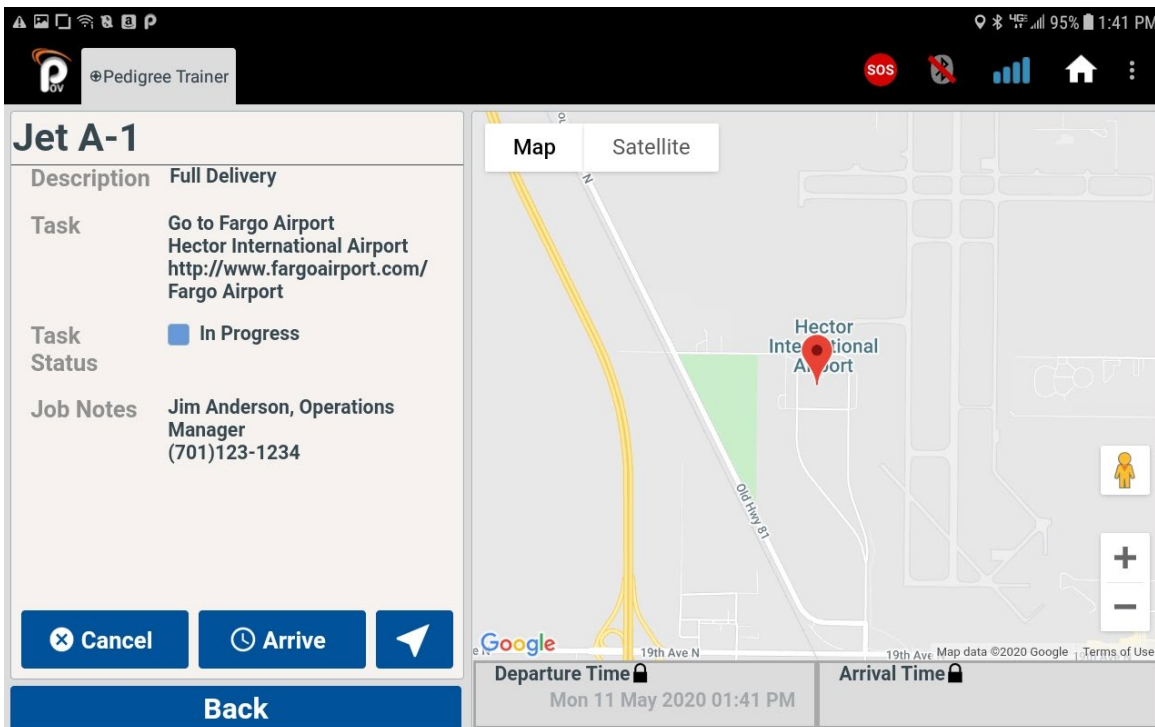 4GE 95% 1:41 PM
POV
Pedigree Trainer
SOS
Jet A-1
Description Full Delivery
Task Go to Fargo Airport
Hector International Airport
http://www.fargoairport.com/
Fargo Airport
Task Status In Progress
Job Notes Jim Anderson, Operations
Manager
(701)123-1234
Cancel Arrive
Back
Map Satellite
N
Hector
International
Airport
Old Hwy 81
+
−
Google
e N
19th Ave N
19th Ave
Map data ©2020 Google Terms of Use
Departure Time
Mon 11 May 2020 01:41 PM
Arrival Time